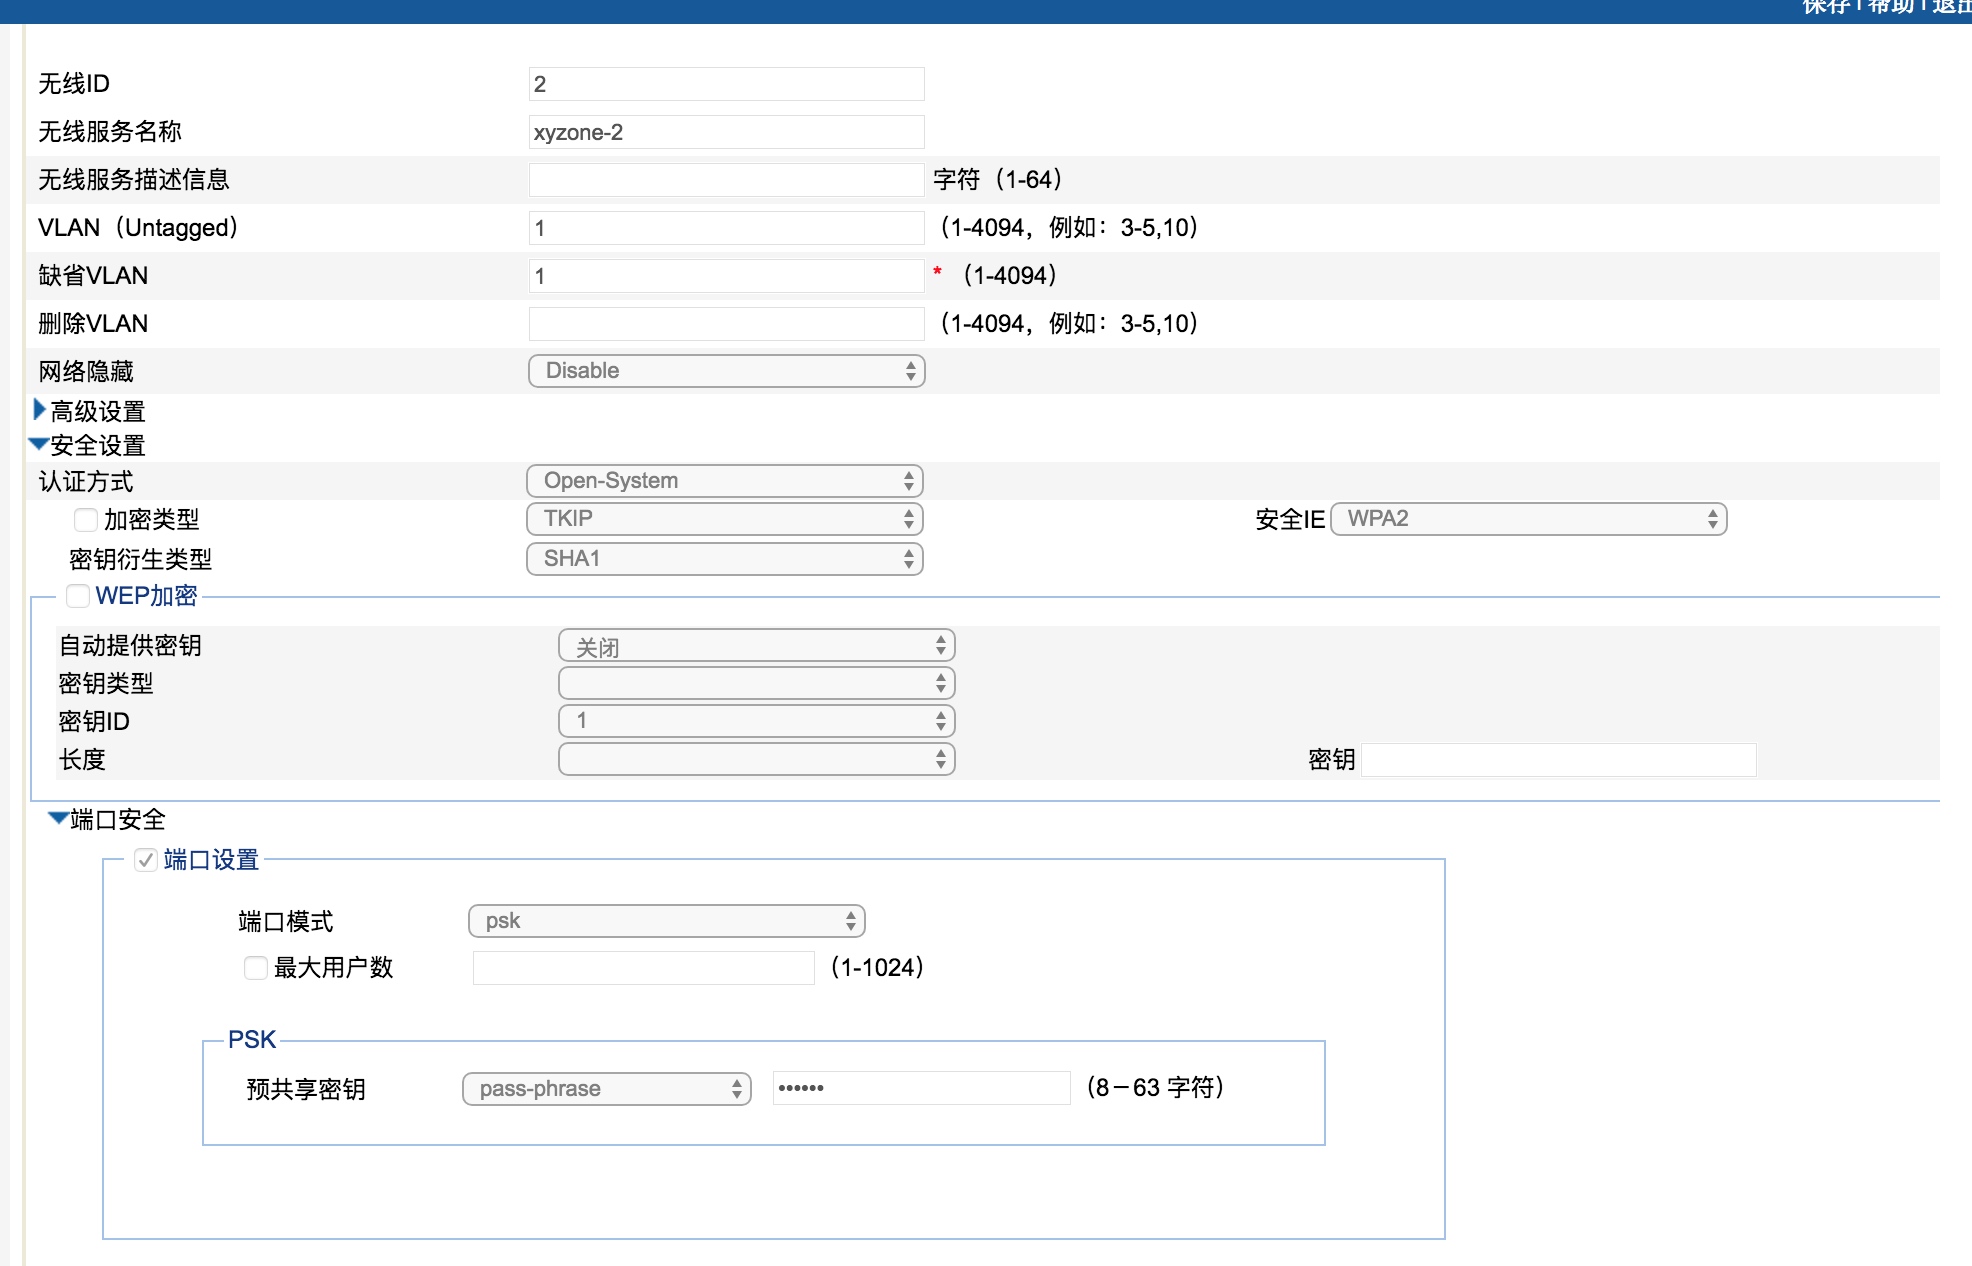 保存 | 帮助 | 退出
无线ID 2
无线服务名称 xyzone-2
无线服务描述信息 字符（1-64）
VLAN（Untagged） 1 （1-4094，例如：3-5,10）
缺省VLAN 1 * （1-4094）
删除VLAN （1-4094，例如：3-5,10）
网络隐藏 Disable
高级设置
安全设置
认证方式 Open-System
加密类型 TKIP 安全IE WPA2
密钥衍生类型 SHA1
WEP加密
自动提供密钥 关闭
密钥类型
密钥ID 1
长度 密钥
端口安全
端口设置
端口模式 psk
最大用户数 （1-1024）
PSK
预共享密钥 pass-phrase •••••• （8－63 字符）